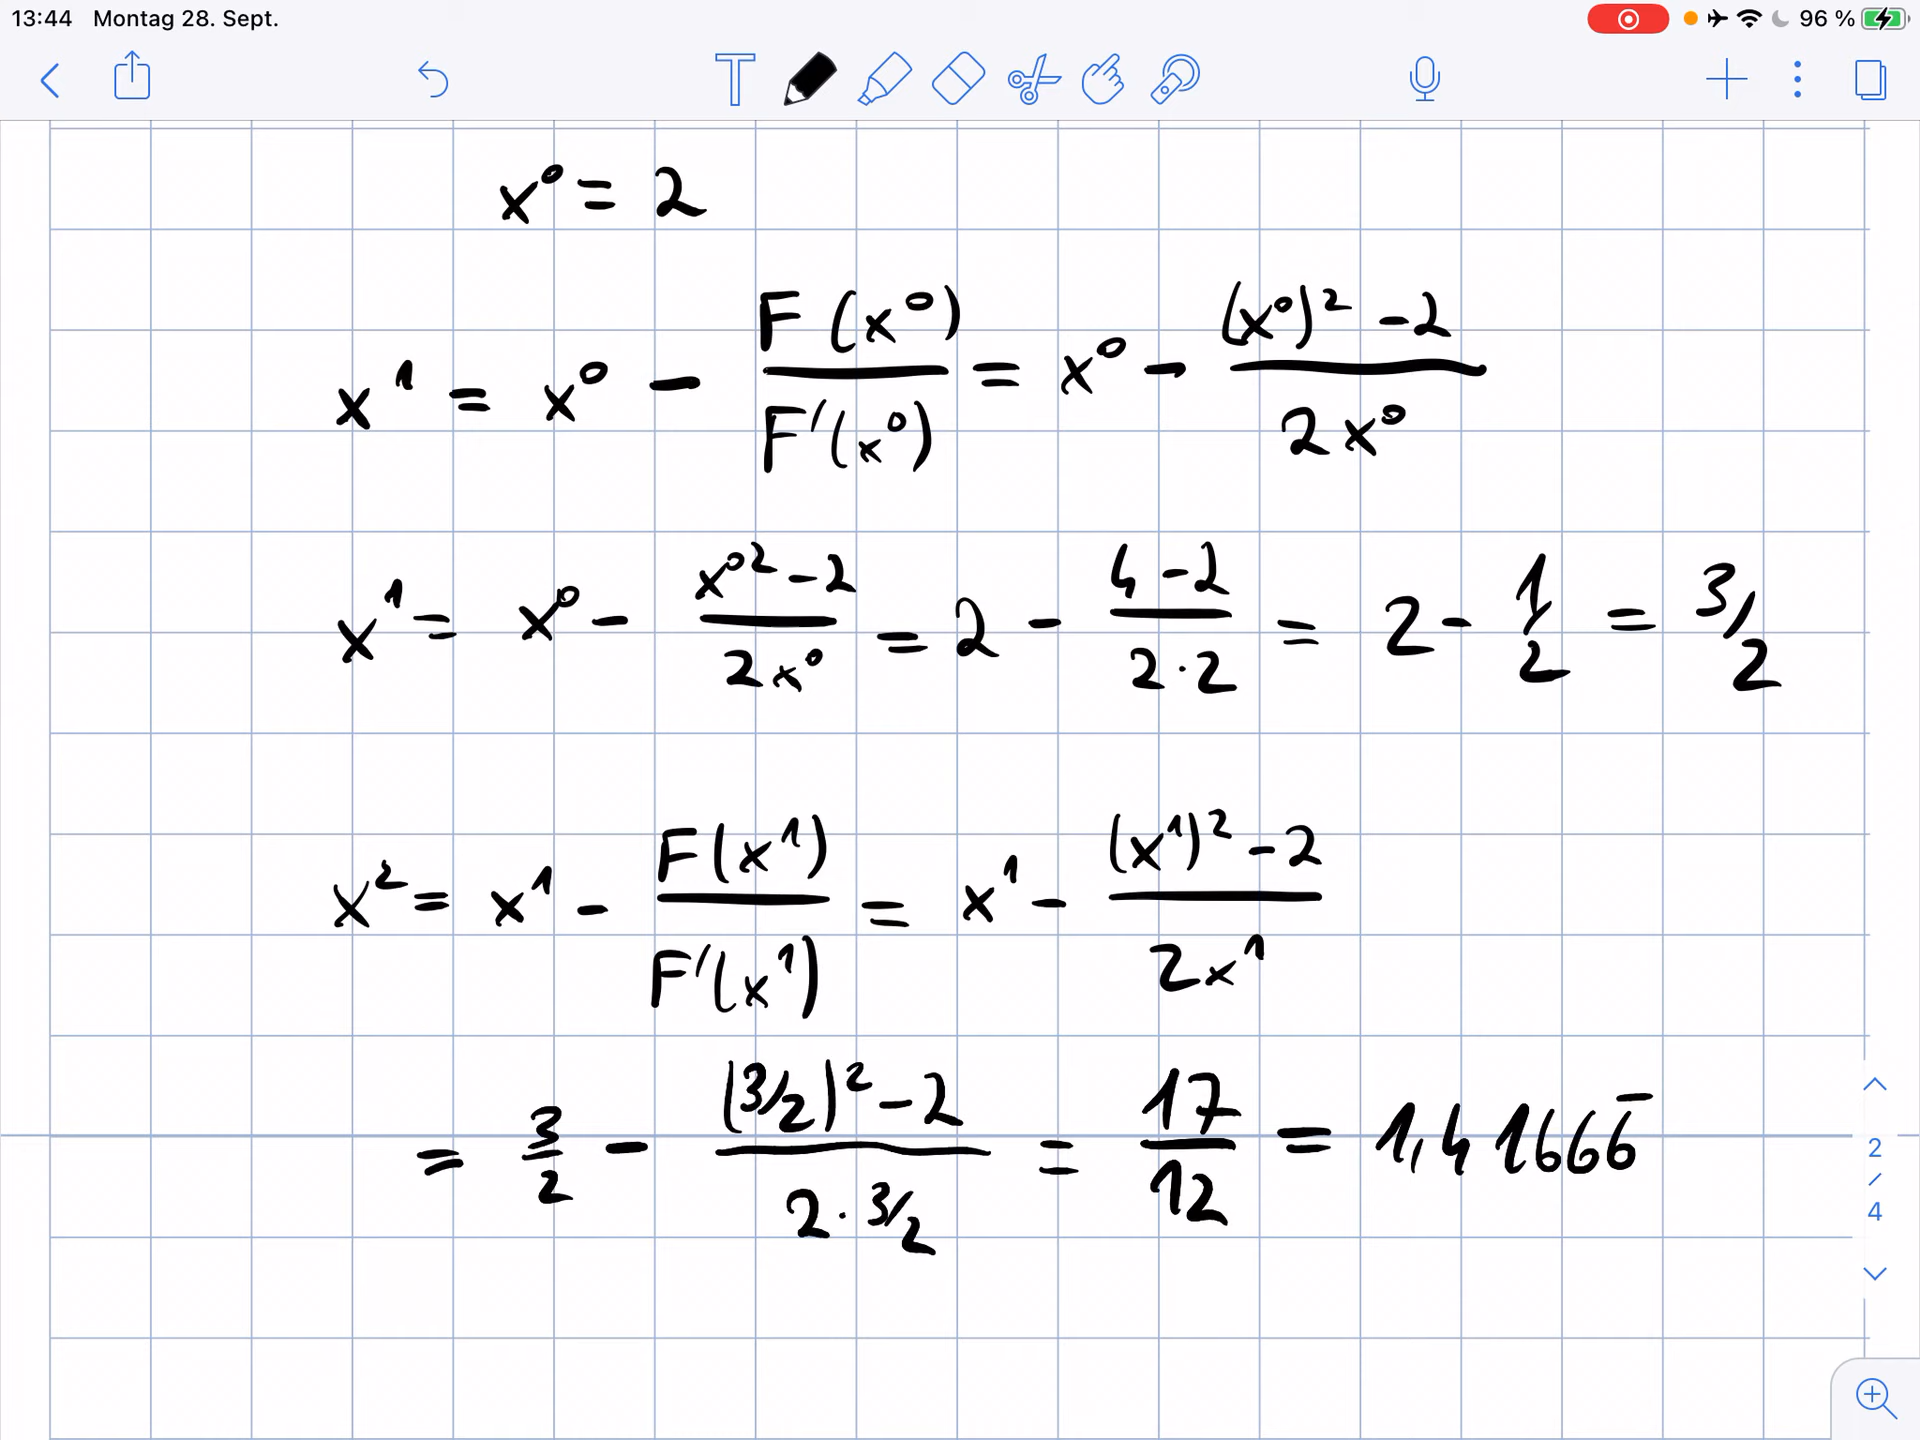 13:44 Montag 28. Sept. 96 %
T
x⁰ = 2
x¹ = x⁰ - F(x⁰)/F'(x⁰) = x⁰ - ((x⁰)² - 2)/(2x⁰)
x¹ = x⁰ - (x⁰² - 2)/(2x⁰) = 2 - (4 - 2)/(2·2) = 2 - 1/2 = 3/2
x² = x¹ - F(x¹)/F'(x¹) = x¹ - ((x¹)² - 2)/(2x¹)
= 3/2 - ((3/2)² - 2)/(2·3/2) = 17/12 = 1,41666̅
2
/
4